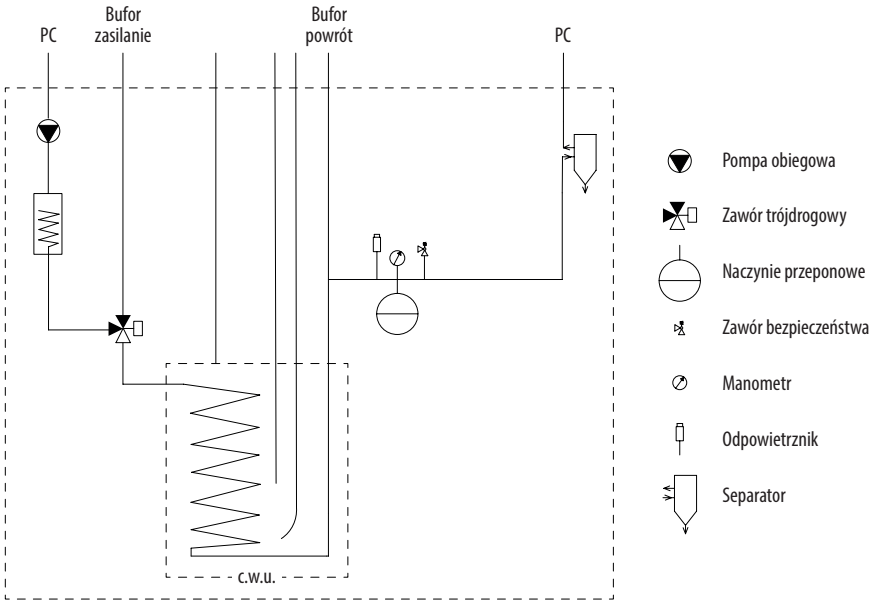 PC
Bufor
zasilanie
Bufor
powrót
PC
c.w.u.
Pompa obiegowa
Zawór trójdrogowy
Naczynie przeponowe
Zawór bezpieczeństwa
Manometr
Odpowietrznik
Separator